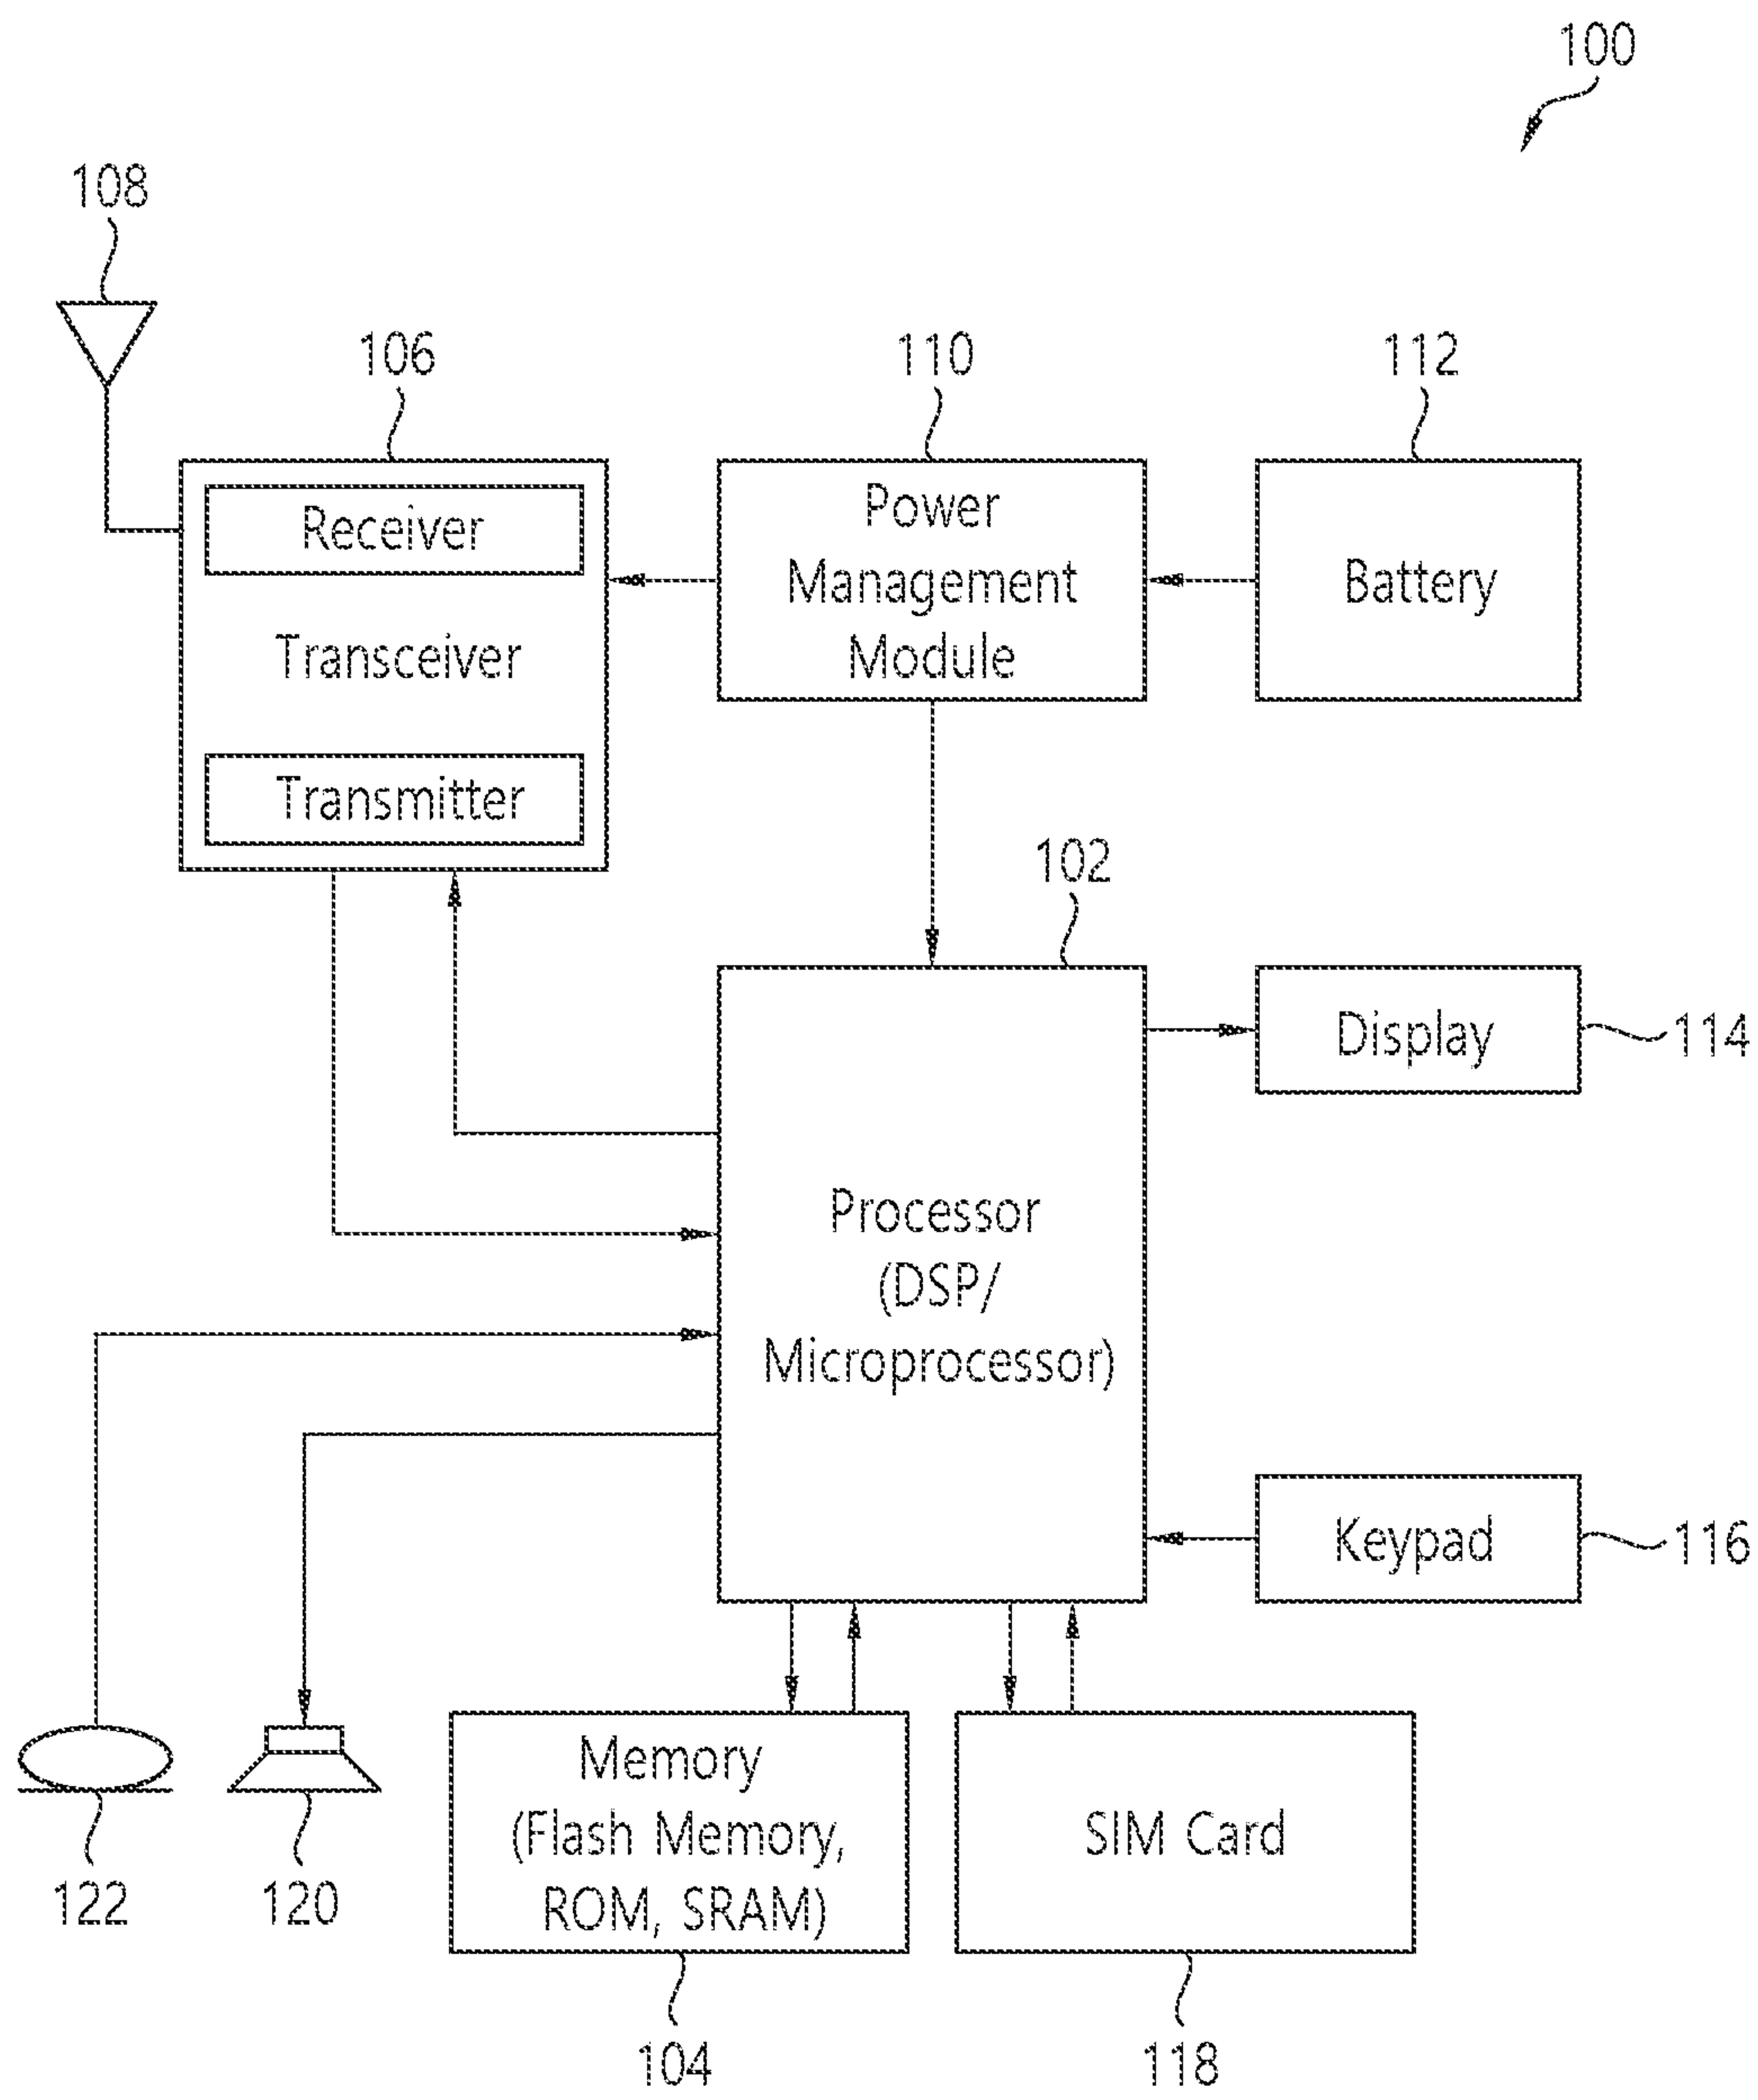 100
108
106
110
112
Receiver
Transceiver
Transmitter
Power
Management
Module
Battery
102
Display
114
Processor
(DSP/
Microprocessor)
Keypad
116
122
120
Memory
(Flash Memory,
ROM, SRAM)
SIM Card
104
118